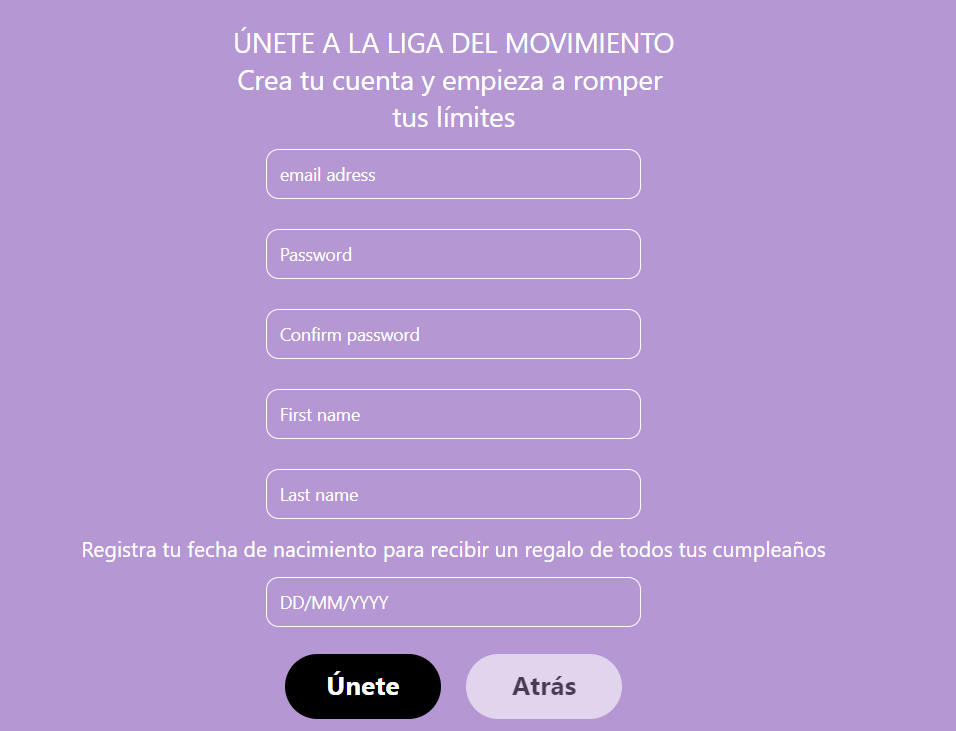 ÚNETE A LA LIGA DEL MOVIMIENTO
Crea tu cuenta y empieza a romper
tus límites
email adress
Password
Confirm password
First name
Last name
Registra tu fecha de nacimiento para recibir un regalo de todos tus cumpleaños
DD/MM/YYYY
Únete
Atrás